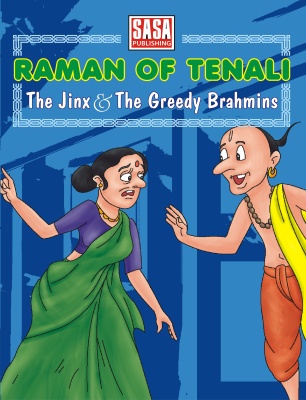 SASA
PUBLISHING
RAMAN OF TENALI
The Jinx & The Greedy Brahmins